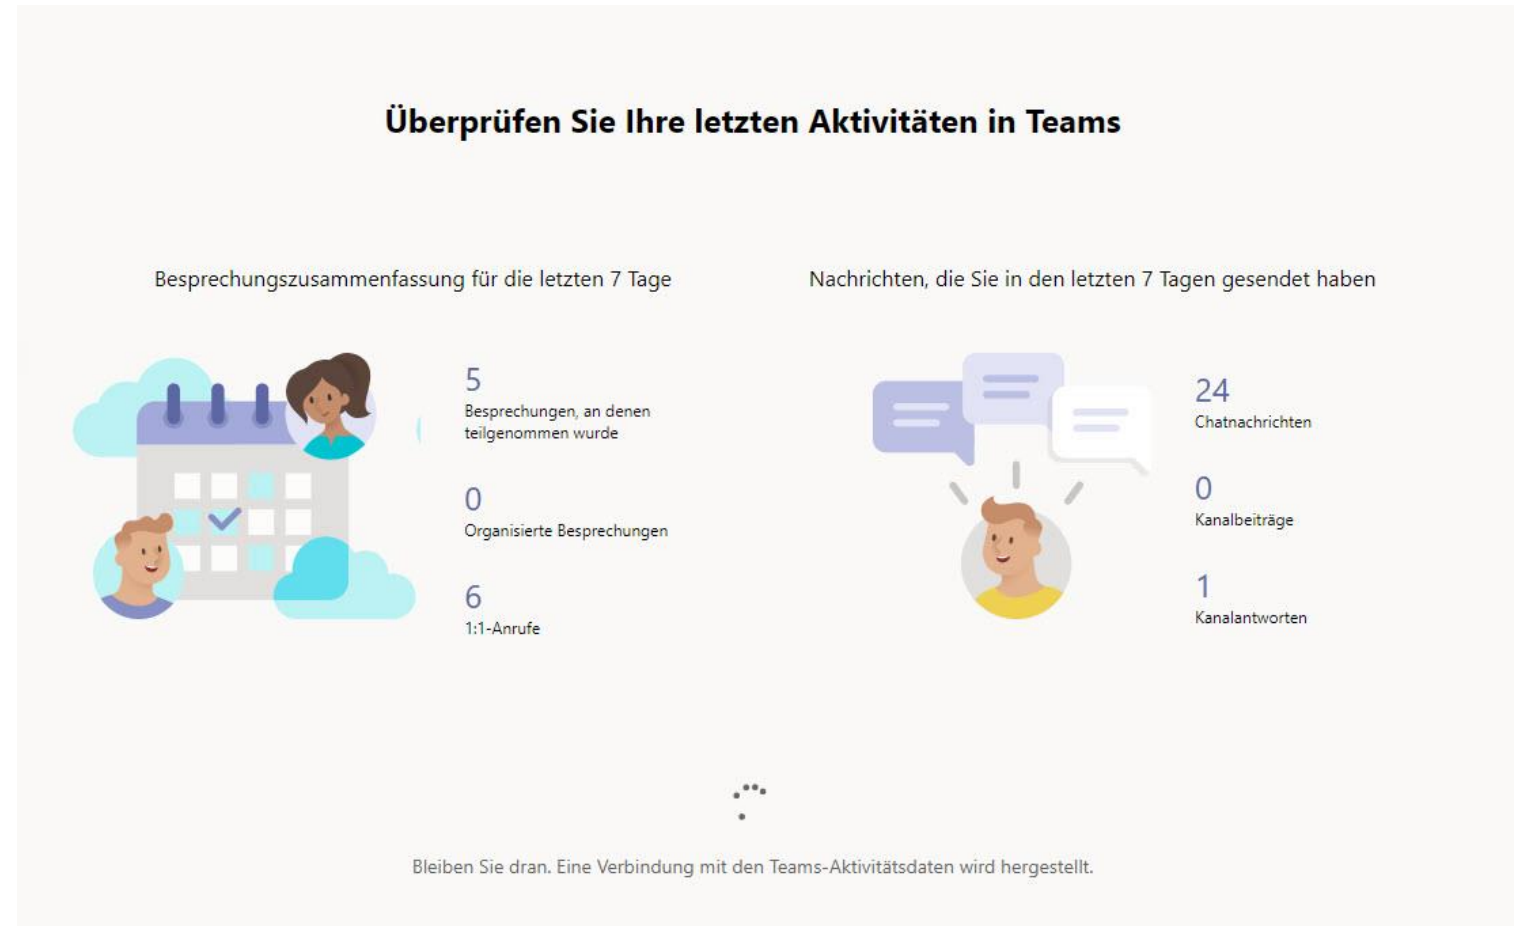 Überprüfen Sie Ihre letzten Aktivitäten in Teams
Besprechungszusammenfassung für die letzten 7 Tage
5
Besprechungen, an denen
teilgenommen wurde
0
Organisierte Besprechungen
6
1:1-Anrufe
Nachrichten, die Sie in den letzten 7 Tagen gesendet haben
24
Chatnachrichten
0
Kanalbeiträge
1
Kanalantworten
Bleiben Sie dran. Eine Verbindung mit den Teams-Aktivitätsdaten wird hergestellt.